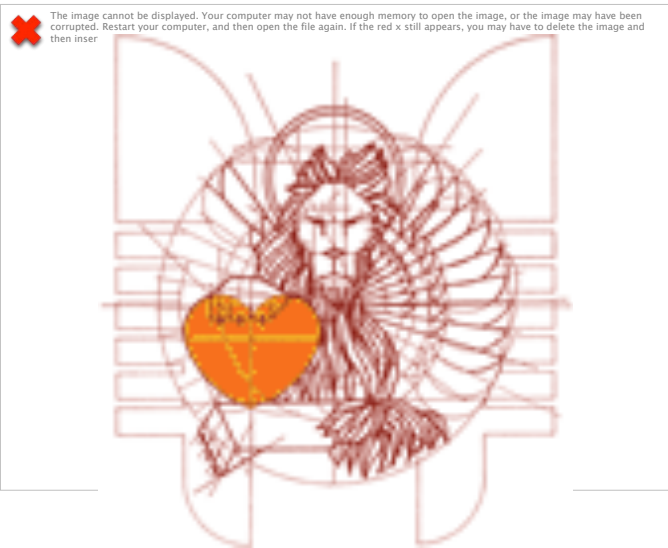 The image cannot be displayed. Your computer may not have enough memory to open the image, or the image may have been
corrupted. Restart your computer, and then open the file again. If the red x still appears, you may have to delete the image and
then inser